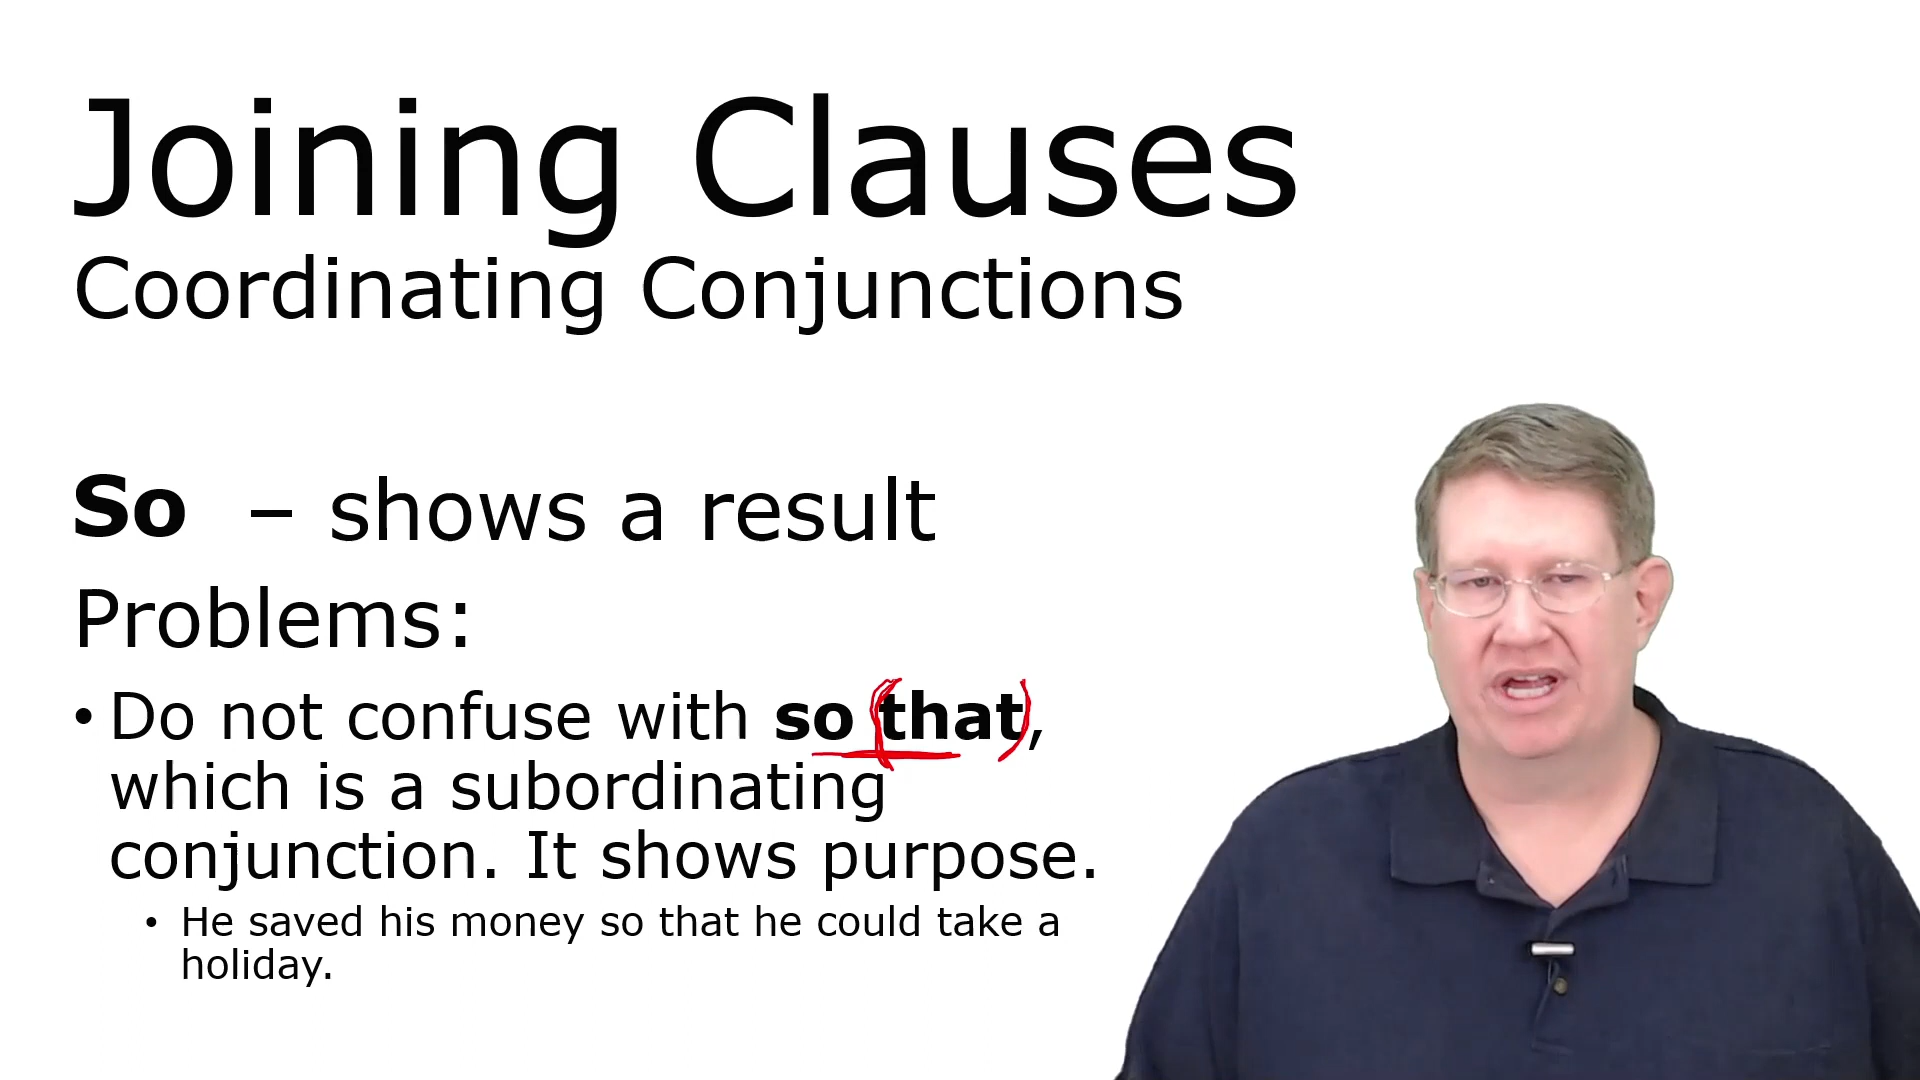 Joining Clauses
Coordinating Conjunctions
So – shows a result
Problems:
• Do not confuse with so (that),
which is a subordinating
conjunction. It shows purpose.
• He saved his money so that he could take a
holiday.